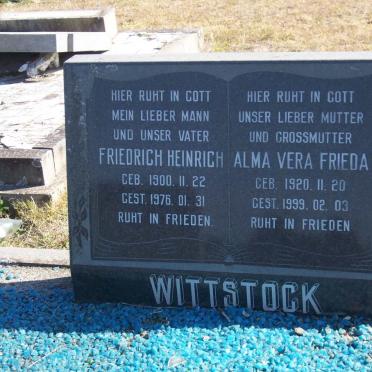 HIER RUHT IN GOTT
MEIN LIEBER MANN
UND UNSER VATER
FRIEDRICH HEINRICH
GEB. 1900. 11. 22
GEST. 1976. 01. 31
RUHT IN FRIEDEN.
HIER RUHT IN GOTT
UNSER LIEBER MUTTER
UND GROSSMUTTER
ALMA VERA FRIEDA
GEB. 1920. 11. 20
GEST. 1999. 02. 03
RUHT IN FRIEDEN
WITTSTOCK